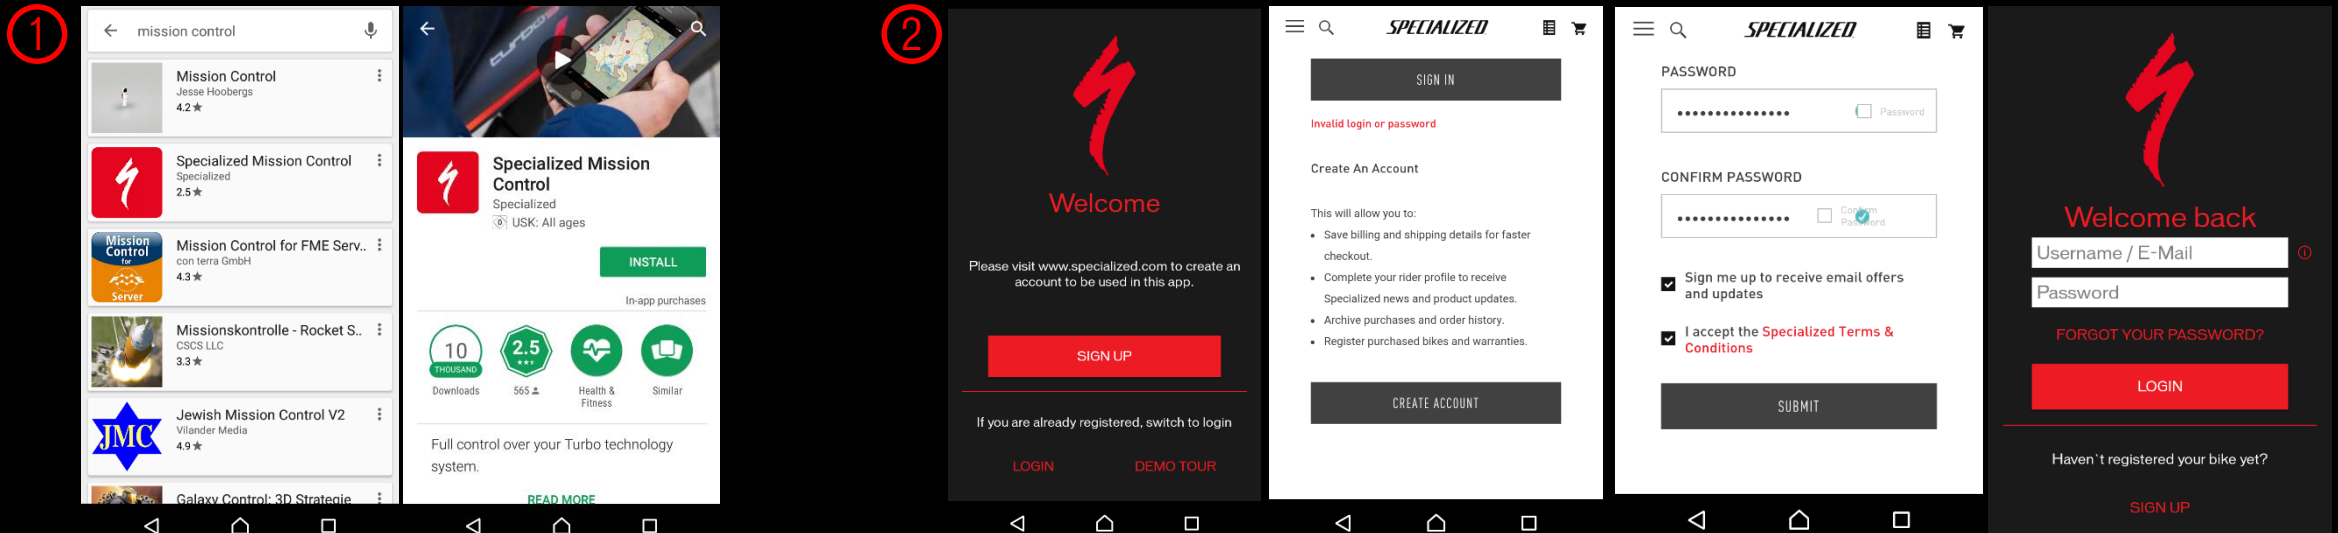 1
mission control
Mission Control
Jesse Hoobergs
4.2★
Specialized Mission Control
Specialized
2.5★
Mission
Control
for
Server
Mission Control for FME Serv..
con terra GmbH
4.3★
Missionskontrolle - Rocket S..
CSCS LLC
3.3★
JMC
Jewish Mission Control V2
Vilander Media
4.9★
Galaxy Control: 3D Strategie
Specialized Mission
Control
Specialized
0 USK: All ages
INSTALL
In-app purchases
10
THOUSAND
Downloads
2.5
565
Health &
Fitness
Similar
Full control over your Turbo technology
system.
READ MORE
2
Welcome
Please visit www.specialized.com to create an
account to be used in this app.
SIGN UP
If you are already registered, switch to login
LOGIN DEMO TOUR
SPECIALIZED
SIGN IN
Invalid login or password
Create An Account
This will allow you to:
• Save billing and shipping details for faster
checkout.
• Complete your rider profile to receive
Specialized news and product updates.
• Archive purchases and order history.
• Register purchased bikes and warranties.
CREATE ACCOUNT
SPECIALIZED
PASSWORD
••••••••••••••• Password
CONFIRM PASSWORD
••••••••••••••• Confirm
Password
Sign me up to receive email offers
and updates
I accept the Specialized Terms &
Conditions
SUBMIT
Welcome back
Username / E-Mail
Password
FORGOT YOUR PASSWORD?
LOGIN
Haven`t registered your bike yet?
SIGN UP